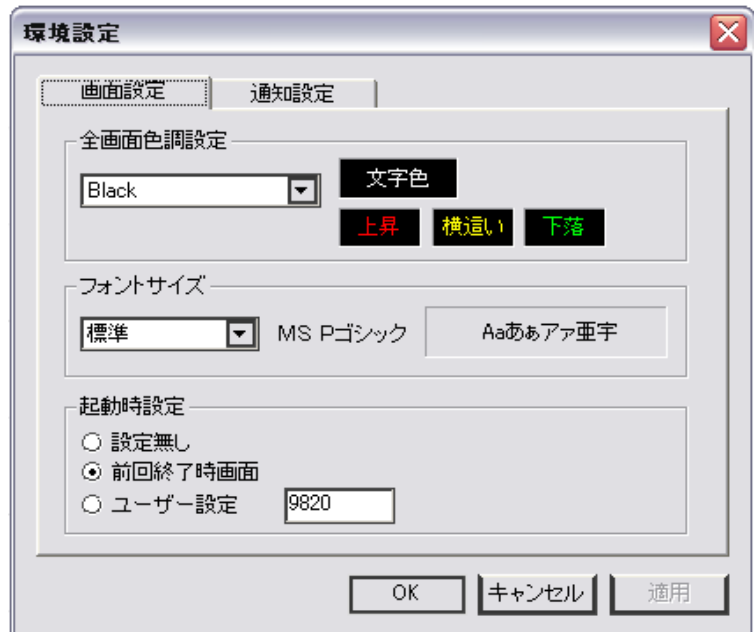 環境設定
画面設定 通知設定
全画面色調設定
Black 文字色
上昇 横這い 下落
フォントサイズ
標準 MS Pゴシック Aaあぁアァ亜宇
起動時設定
設定無し
前回終了時画面
ユーザー設定 9820
OK キャンセル 適用